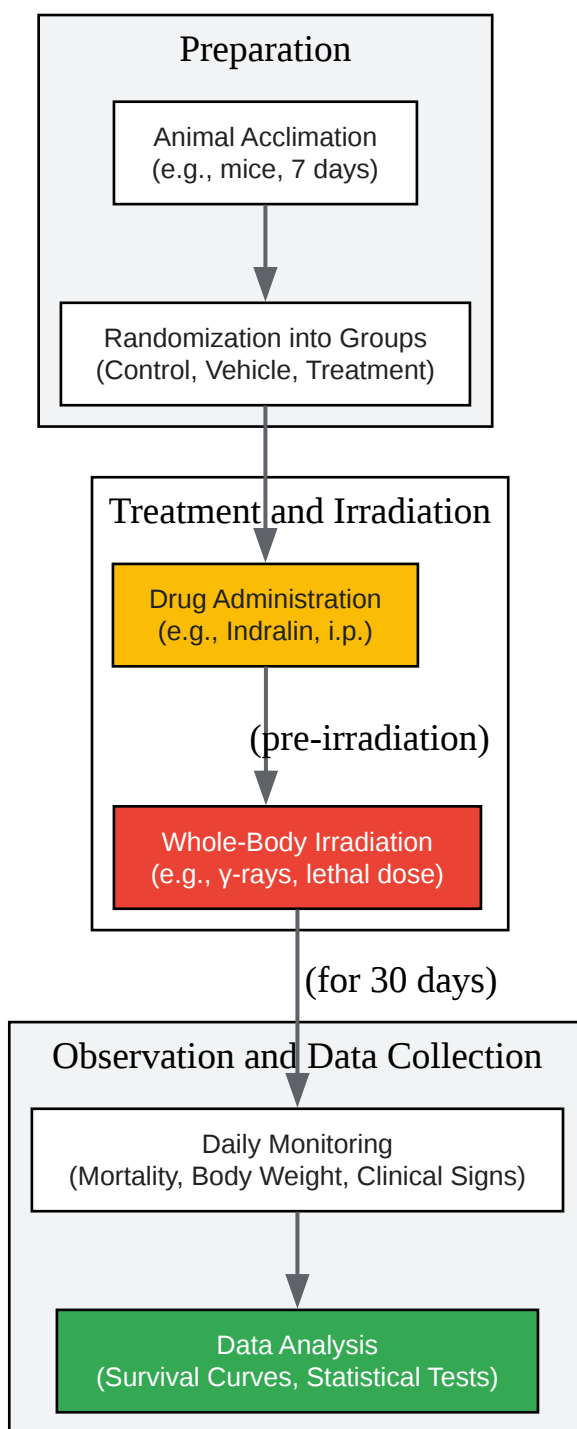 Preparation
Animal Acclimation
(e.g., mice, 7 days)
Randomization into Groups
(Control, Vehicle, Treatment)
Treatment and Irradiation
Drug Administration
(e.g., Indralin, i.p.)
(pre-irradiation)
Whole-Body Irradiation
(e.g., γ-rays, lethal dose)
(for 30 days)
Observation and Data Collection
Daily Monitoring
(Mortality, Body Weight, Clinical Signs)
Data Analysis
(Survival Curves, Statistical Tests)